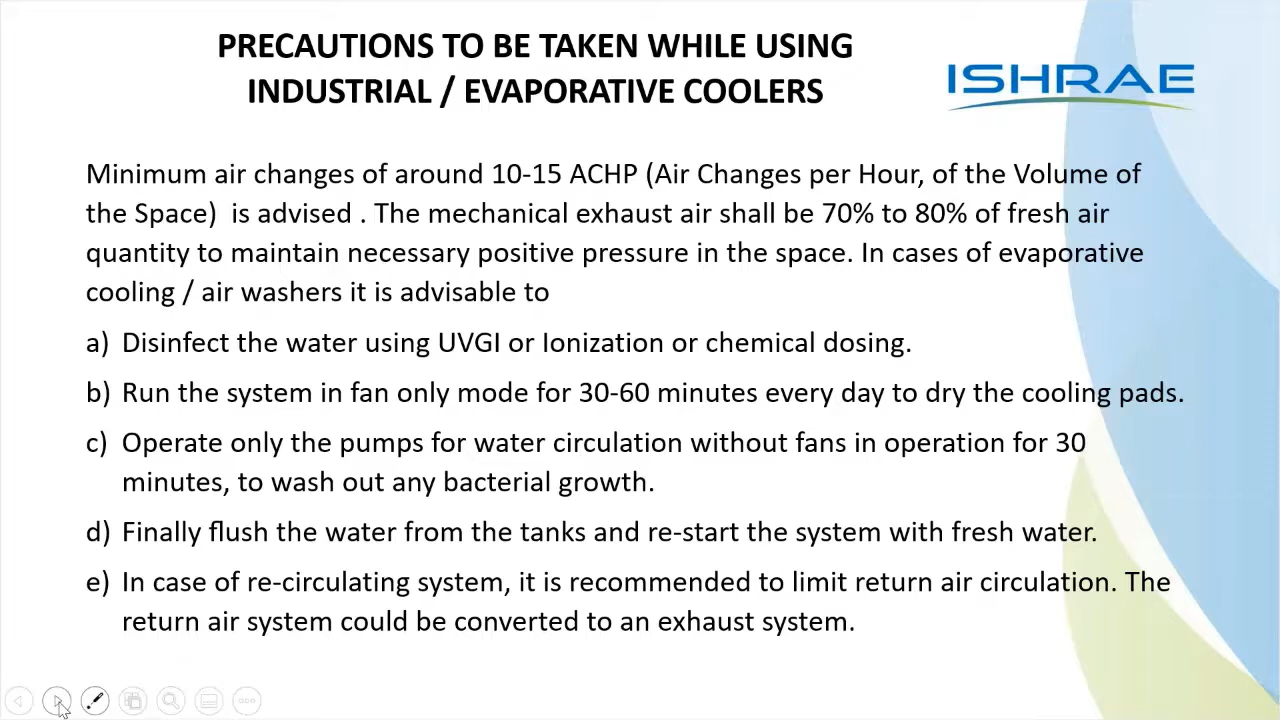 PRECAUTIONS TO BE TAKEN WHILE USING
INDUSTRIAL / EVAPORATIVE COOLERS
ISHRAE
Minimum air changes of around 10-15 ACHP (Air Changes per Hour, of the Volume of
the Space)  is advised . The mechanical exhaust air shall be 70% to 80% of fresh air
quantity to maintain necessary positive pressure in the space. In cases of evaporative
cooling / air washers it is advisable to
a) Disinfect the water using UVGI or Ionization or chemical dosing.
b) Run the system in fan only mode for 30-60 minutes every day to dry the cooling pads.
c) Operate only the pumps for water circulation without fans in operation for 30
minutes, to wash out any bacterial growth.
d) Finally flush the water from the tanks and re-start the system with fresh water.
e) In case of re-circulating system, it is recommended to limit return air circulation. The
return air system could be converted to an exhaust system.